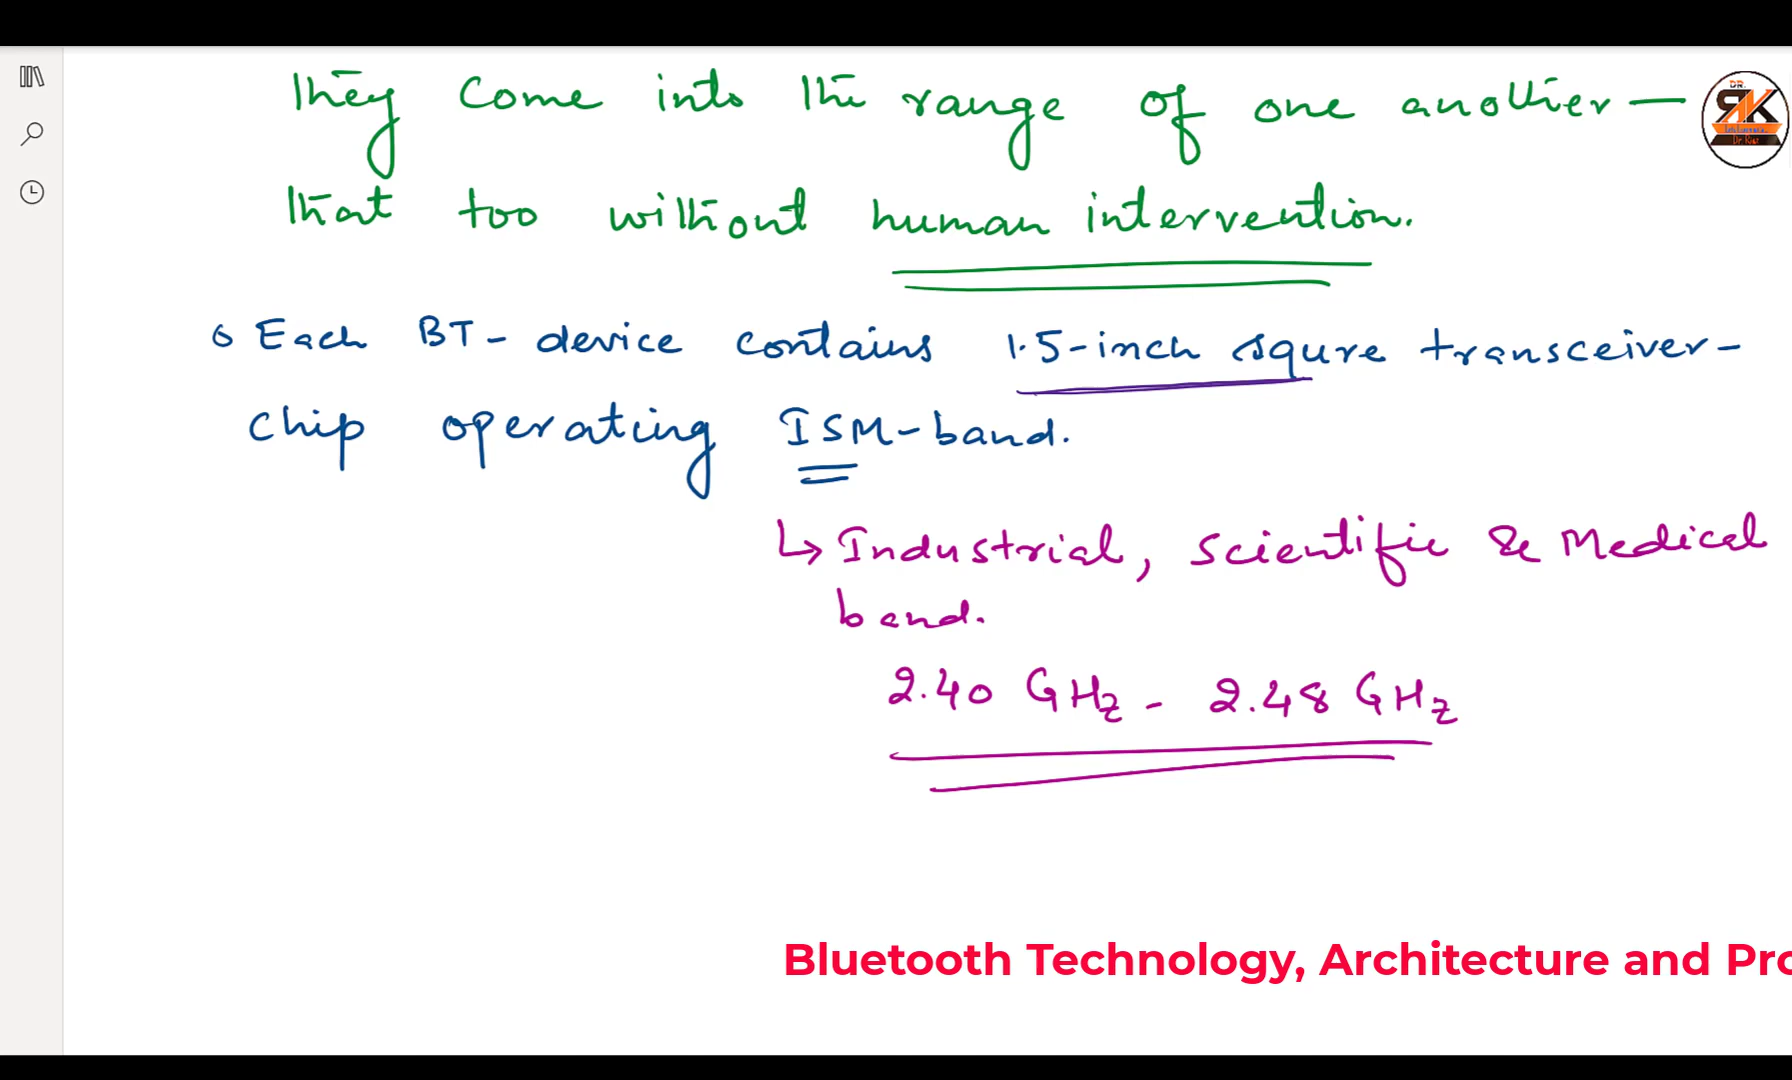 they come into the range of one another-
that too without human intervention.
Each BT-device contains 1.5-inch squre transceiver-
chip operating ISM-band.
↳ Industrial, Scientific & Medical
band.
2.40 GHz - 2.48 GHz
DR.
RK
Bluetooth Technology, Architecture and Pro